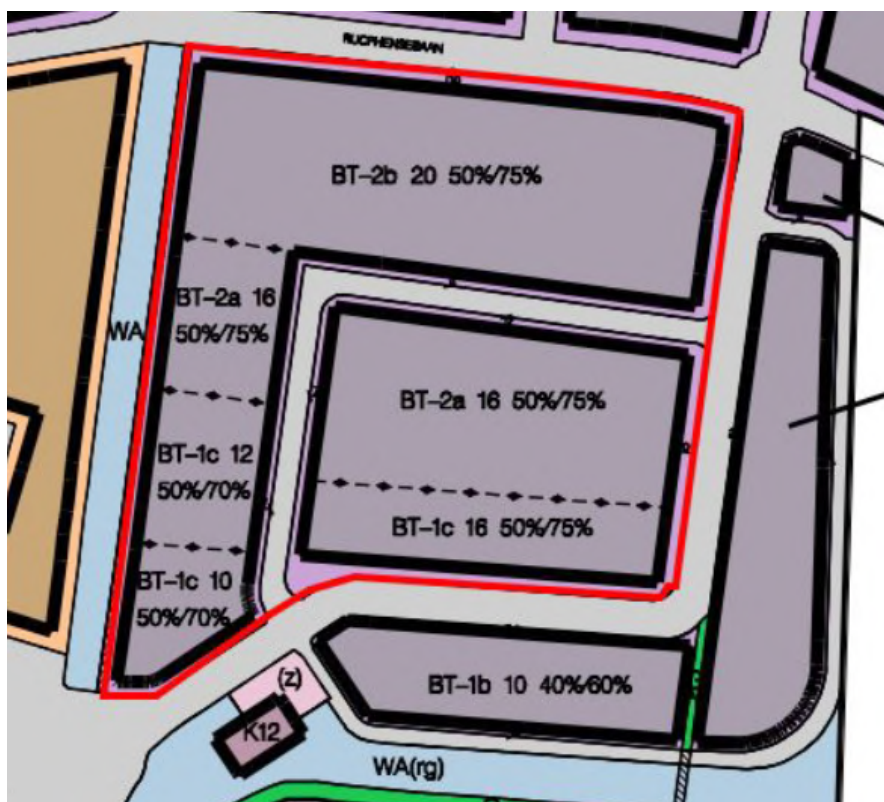 RIJCPHENSEBAAN
BT-2b 20 50%/75%
BT-2a 16
50%/75%
WA
BT-2a 16 50%/75%
BT-1c 12
50%/70%
BT-1c 16 50%/75%
BT-1c 10
50%/70%
(z)
BT-1b 10 40%/60%
K12
WA(rg)